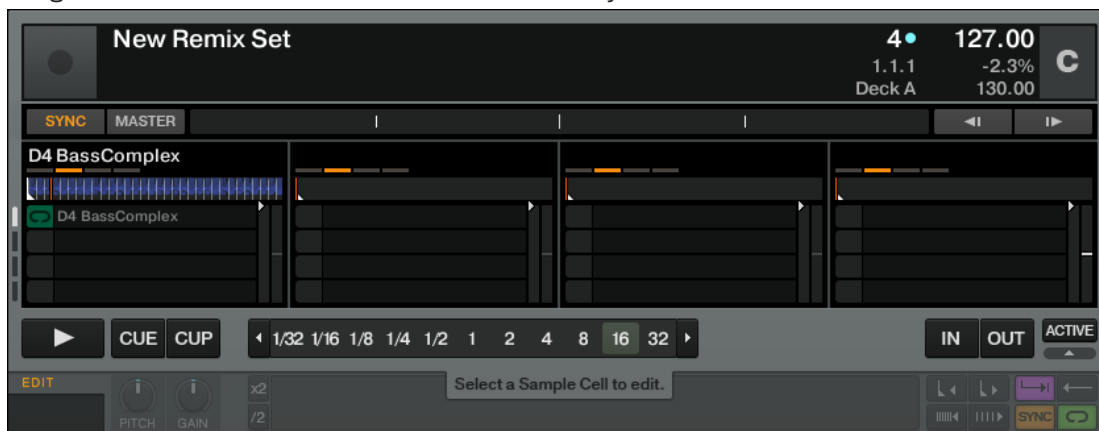 New Remix Set 4 127.00
1.1.1 -2.3% C
Deck A 130.00
SYNC MASTER
D4 BassComplex
D4 BassComplex
CUE CUP 1/32 1/16 1/8 1/4 1/2 1 2 4 8 16 32 IN OUT ACTIVE
EDIT x2 Select a Sample Cell to edit.
PITCH GAIN /2 SYNC